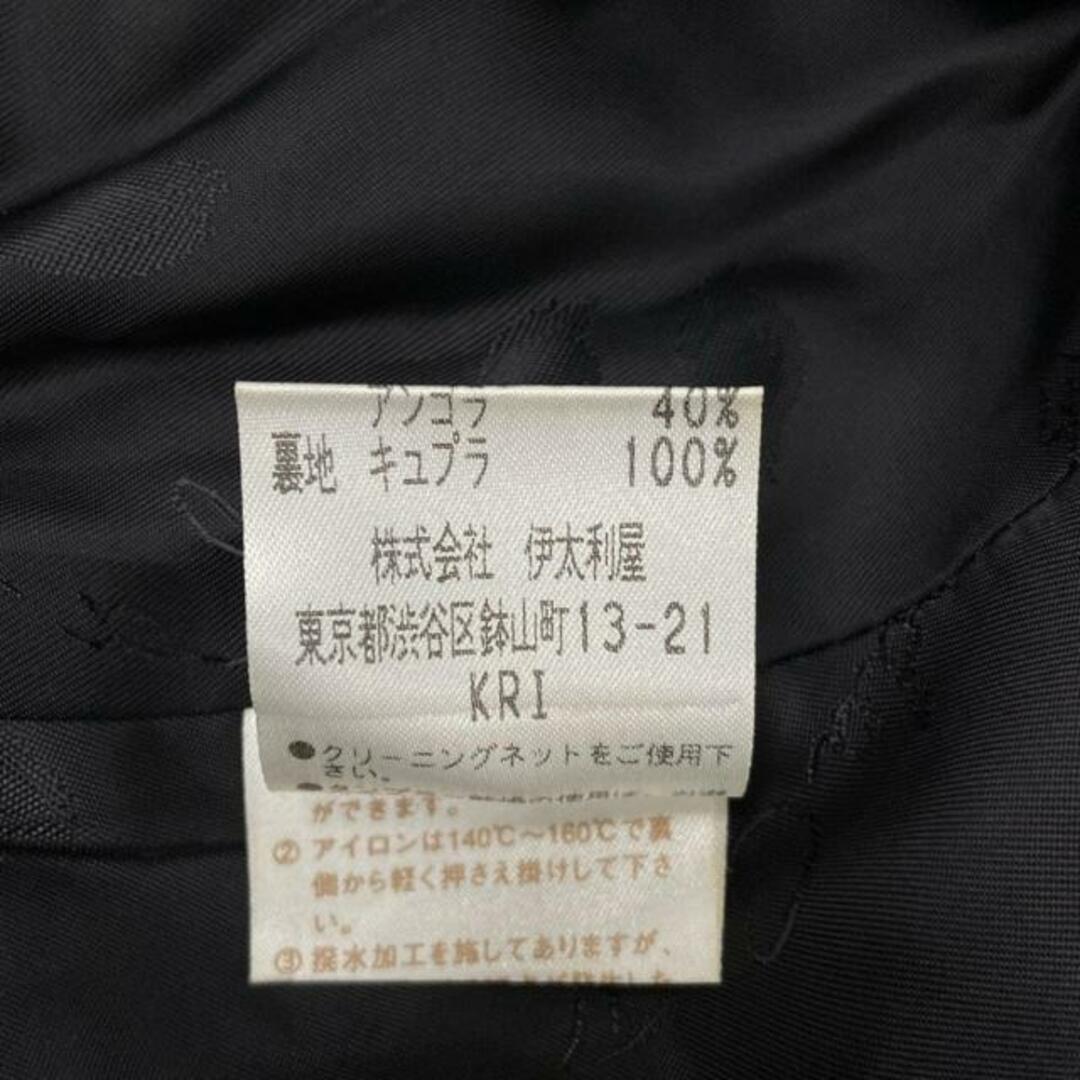 アンゴラ 40%
裏地 キュプラ 100%
株式会社 伊太利屋
東京都渋谷区鉢山町13-21
KRI
●クリーニングネットをご使用下
さい。
ができます。
② アイロンは140℃〜160℃で裏
側から軽く押さえ掛けして下さ
い。
③ 撥水加工を施してありますが、